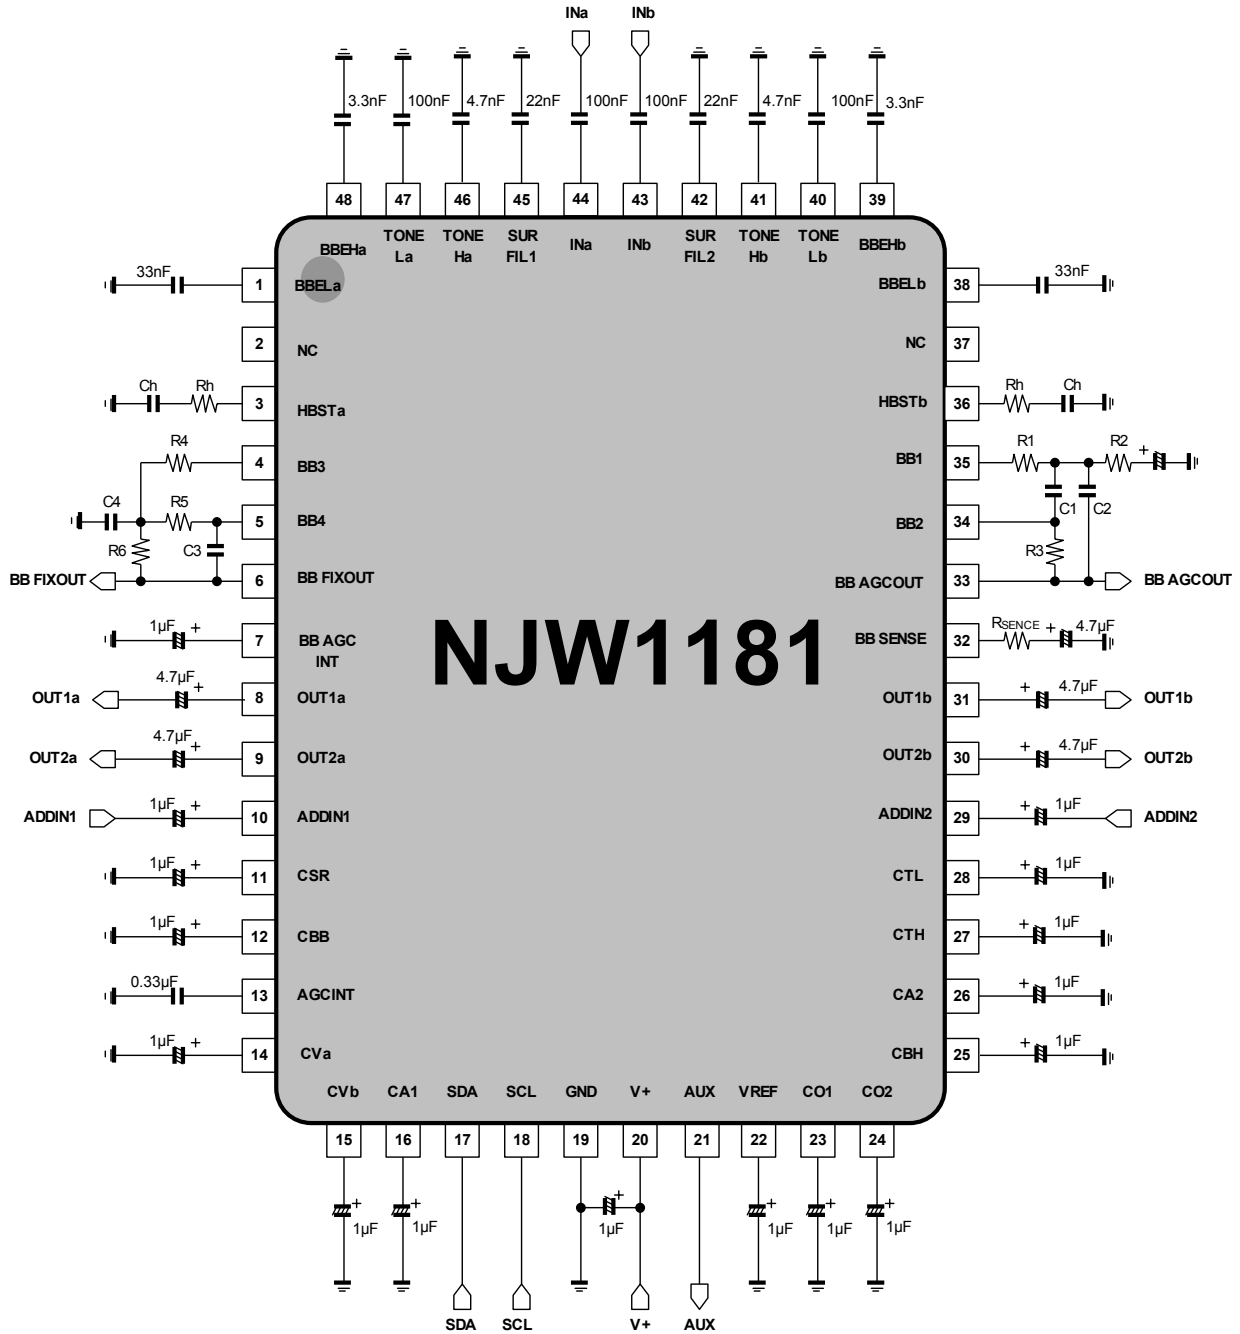 INa INb
3.3nF 100nF 4.7nF 22nF 100nF 100nF 22nF 4.7nF 100nF 3.3nF
48 47 46 45 44 43 42 41 40 39
BBEHa TONE La TONE Ha SUR FIL1 INa INb SUR FIL2 TONE Hb TONE Lb BBEHb
33nF 1 BBELa BBELb 38 33nF
2 NC NC 37
Ch Rh 3 HBSTa HBSTb 36 Rh Ch
R4 4 BB3 BB1 35 R1 R2 +
C4 R5 5 BB4 BB2 34 C1 C2
R6 C3 R3
BB FIXOUT 6 BB FIXOUT BB AGCOUT 33 BB AGCOUT
NJW1181
1µF + 7 BB AGC INT BB SENSE 32 RSENCE + 4.7µF
OUT1a 4.7µF + 8 OUT1a OUT1b 31 + 4.7µF OUT1b
OUT2a 4.7µF + 9 OUT2a OUT2b 30 + 4.7µF OUT2b
ADDIN1 1µF + 10 ADDIN1 ADDIN2 29 + 1µF ADDIN2
1µF + 11 CSR CTL 28 + 1µF
1µF + 12 CBB CTH 27 + 1µF
0.33µF 13 AGCINT CA2 26 + 1µF
1µF + 14 CVa CBH 25 + 1µF
CVb CA1 SDA SCL GND V+ AUX VREF CO1 CO2
15 16 17 18 19 20 21 22 23 24
+ + + + + +
1µF 1µF 1µF 1µF 1µF 1µF
SDA SCL V+ AUX